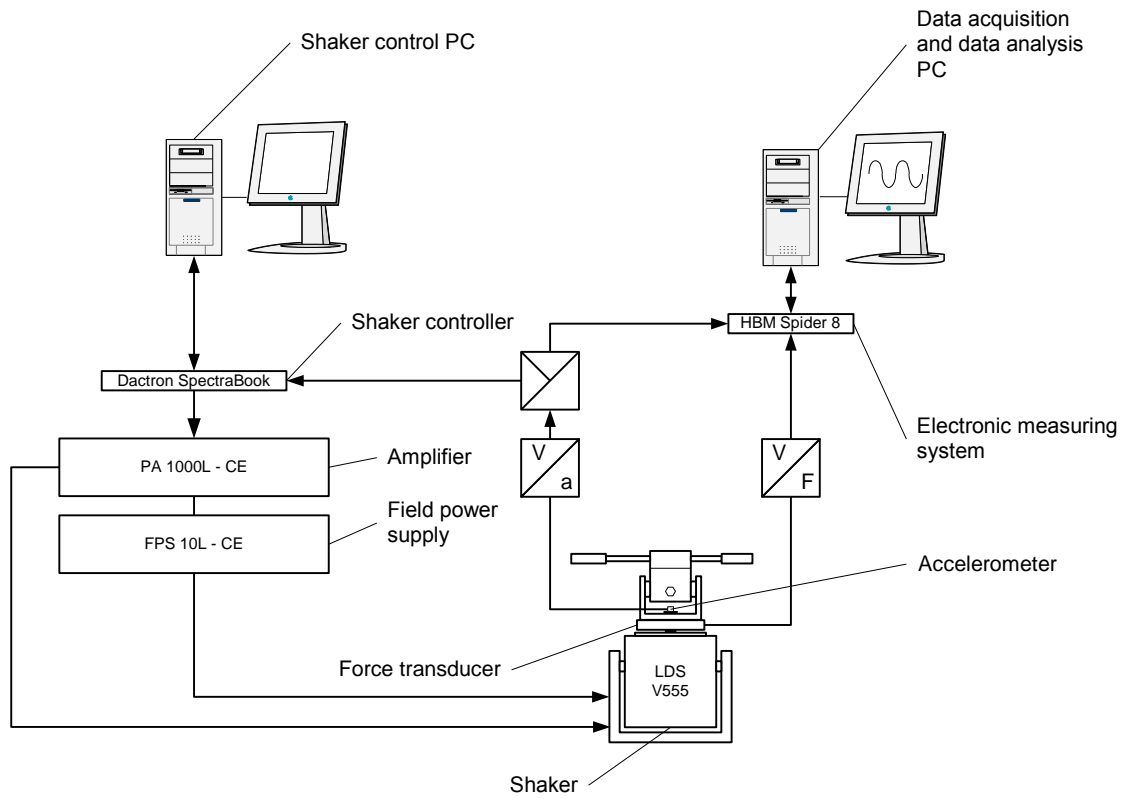 Shaker control PC
Data acquisition
and data analysis
PC
Shaker controller
HBM Spider 8
Dactron SpectraBook
Electronic measuring
system
PA 1000L - CE
Amplifier
V
a
V
F
Field power
supply
FPS 10L - CE
Accelerometer
Force transducer
LDS
V555
Shaker